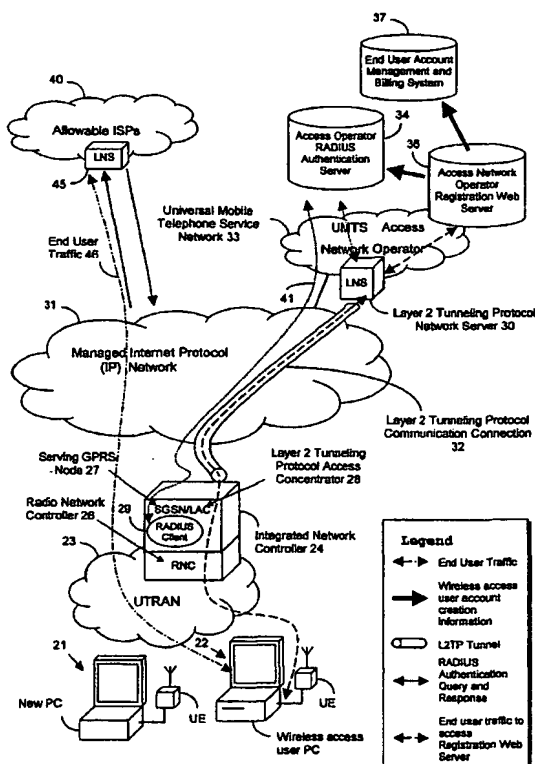 37
End User Account
Management and
Billing System
40
34
Allowable ISPs
LNS
Access Operator
RADIUS
Authentication
Server
36
45
Access Network
Operator
Registration Web
Server
Universal Mobile
Telephone Service
Network 33
UMTS Access
Network Operator
End User
Traffic 46
LNS
31
41
Layer 2 Tunneling Protocol
Network Server 30
Managed Internet Protocol
(IP) Network
Layer 2 Tunneling Protocol
Communication Connection
32
Serving GPRS
Node 27
Layer 2 Tunneling
Protocol Access
Concentrator 28
Radio Network
Controller 26
29
SGSN/LAC
RADIUS
Client
Integrated Network
Controller 24
23
RNC
UTRAN
21
22
New PC
UE
UE
Wireless access
user PC
Legend
End User Traffic
Wireless access
user account
creation
information
L2TP Tunnel
RADIUS
Authentication
Query and
Response
End user traffic to
access
Registration Web
Server